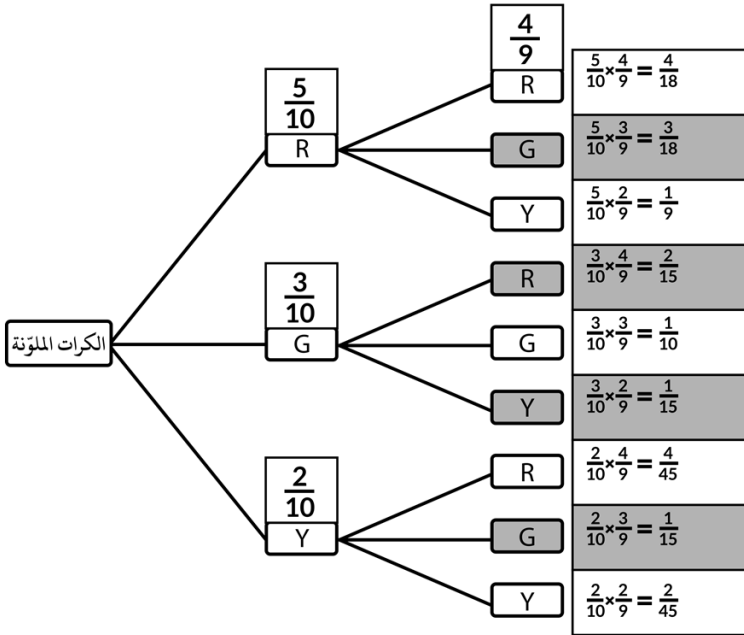 الكرات الملوّنة
5/10
R
3/10
G
2/10
Y
4/9
R
G
Y
R
G
Y
R
G
Y
5/10 × 4/9 = 4/18
5/10 × 3/9 = 3/18
5/10 × 2/9 = 1/9
3/10 × 4/9 = 2/15
3/10 × 3/9 = 1/10
3/10 × 2/9 = 1/15
2/10 × 4/9 = 4/45
2/10 × 3/9 = 1/15
2/10 × 2/9 = 2/45